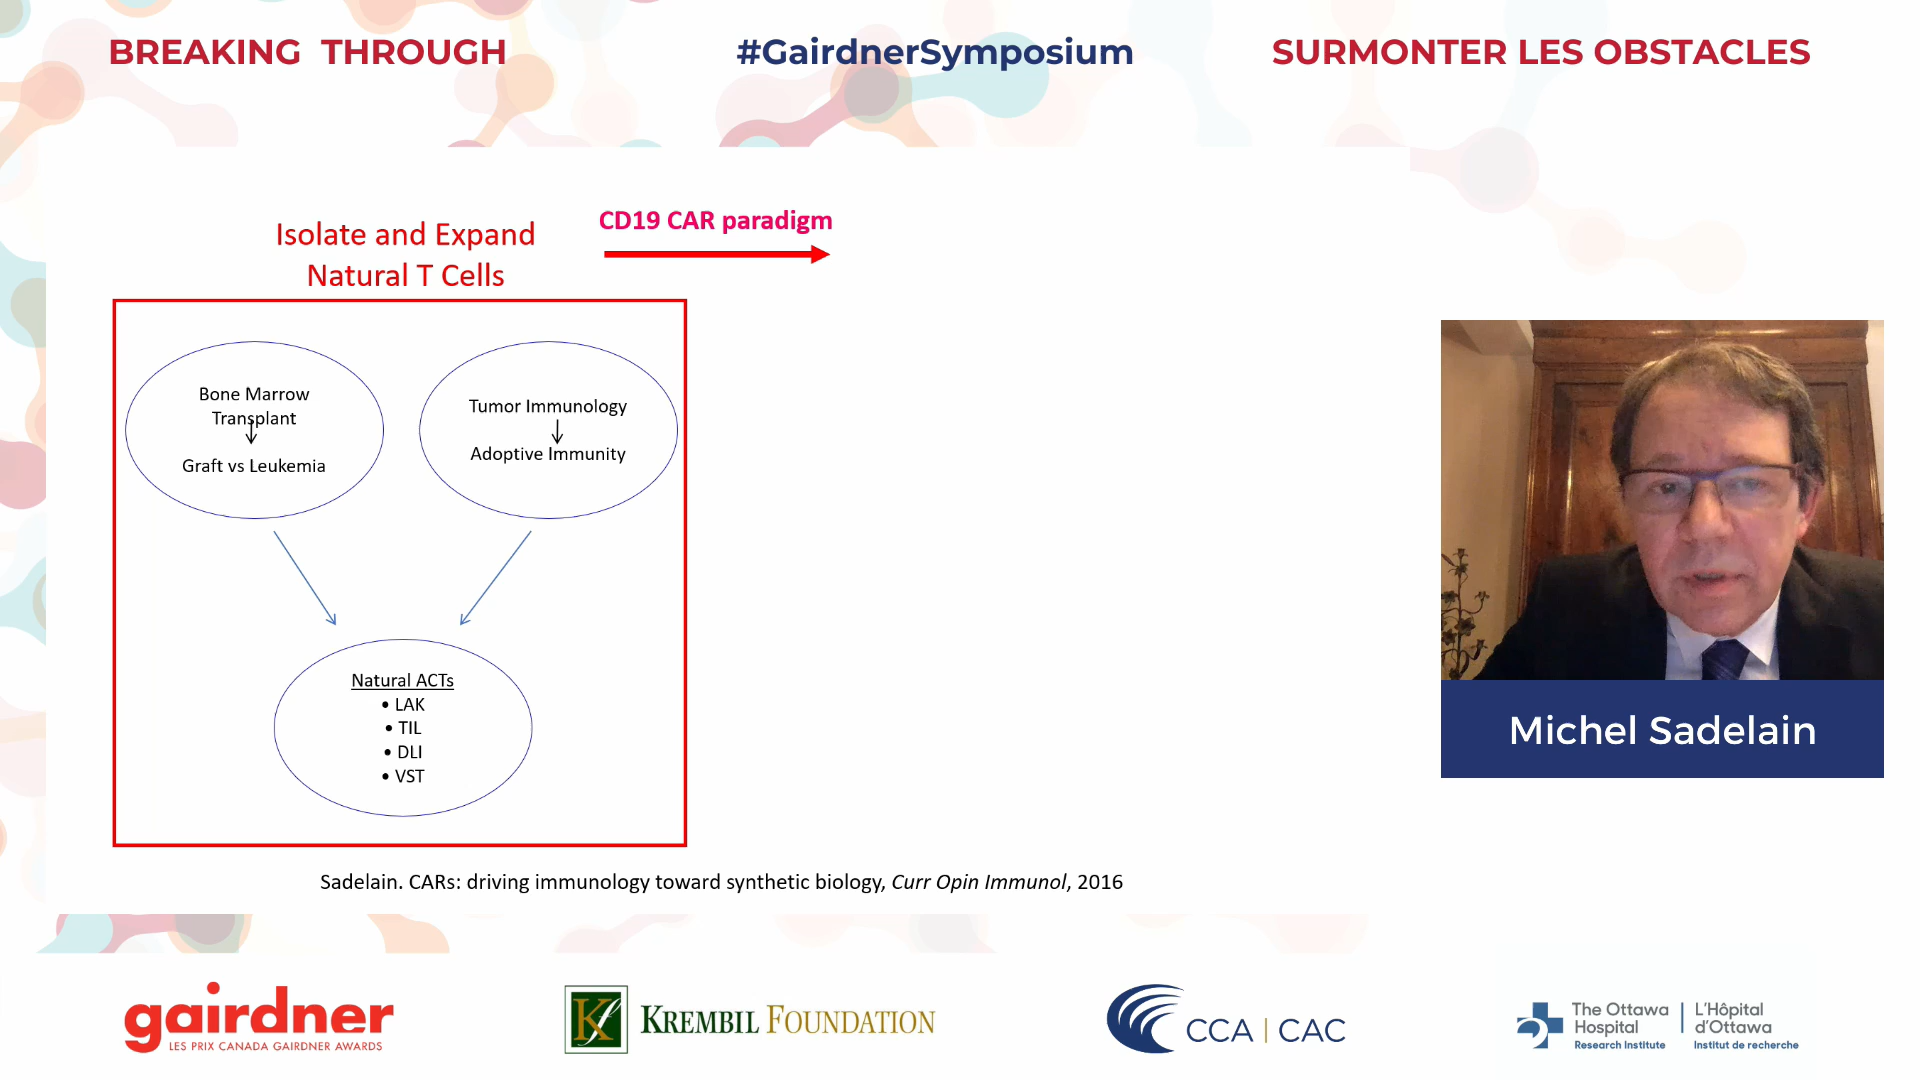 BREAKING THROUGH
#GairdnerSymposium
SURMONTER LES OBSTACLES
Isolate and Expand
Natural T Cells
CD19 CAR paradigm
Bone Marrow
Transplant
Graft vs Leukemia
Tumor Immunology
Adoptive Immunity
Natural ACTs
• LAK
• TIL
• DLI
• VST
Michel Sadelain
Sadelain. CARs: driving immunology toward synthetic biology, Curr Opin Immunol, 2016
gairdner
LES PRIX CANADA GAIRDNER AWARDS
Kf
KREMBIL FOUNDATION
CCA | CAC
The Ottawa
Hospital
Research Institute
L'Hôpital
d'Ottawa
Institut de recherche